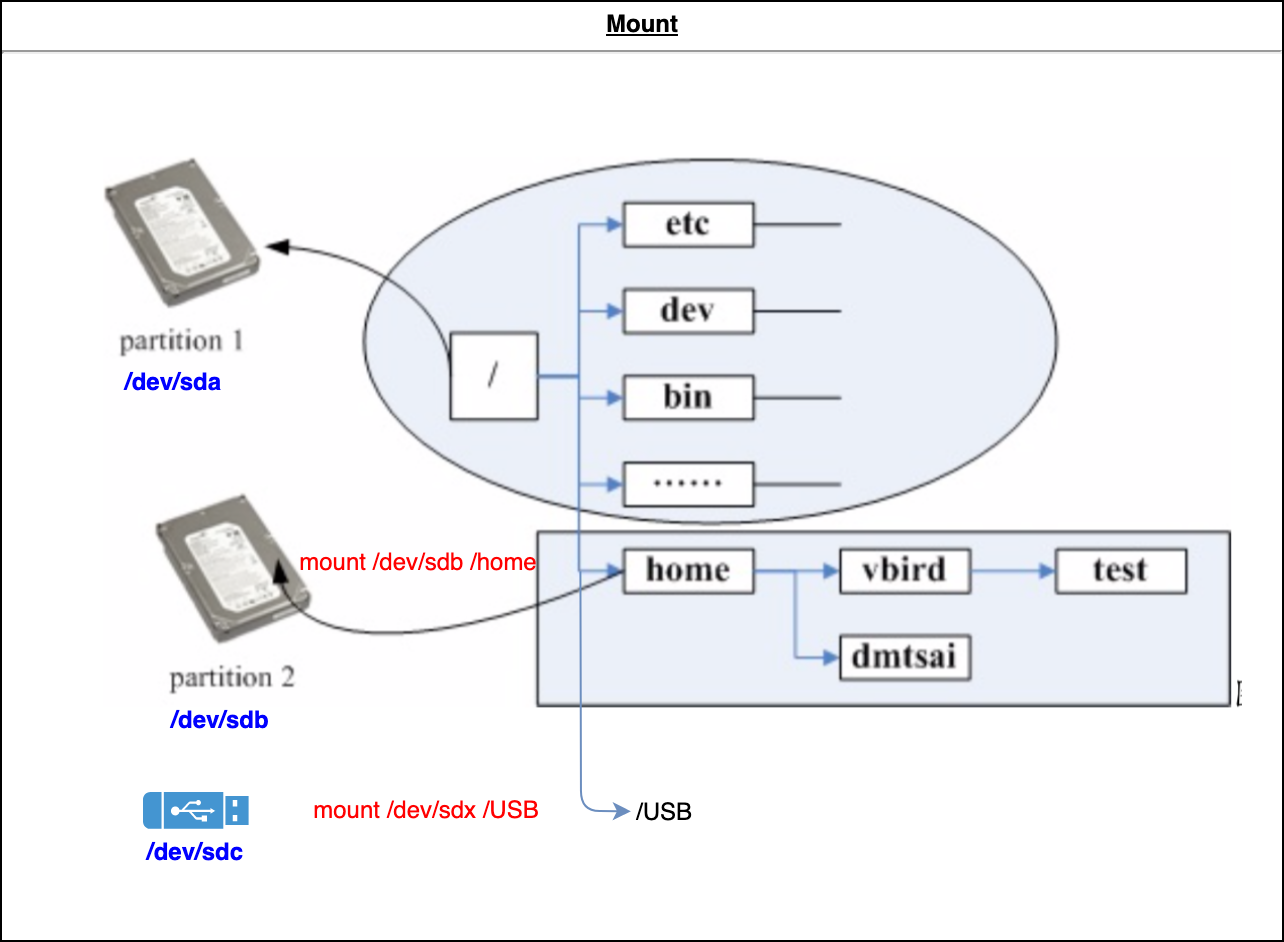 Mount
etc
dev
/
bin
······
partition 1
/dev/sda
mount /dev/sdb /home
home
vbird
test
dmtsai
partition 2
/dev/sdb
mount /dev/sdx /USB
/USB
/dev/sdc